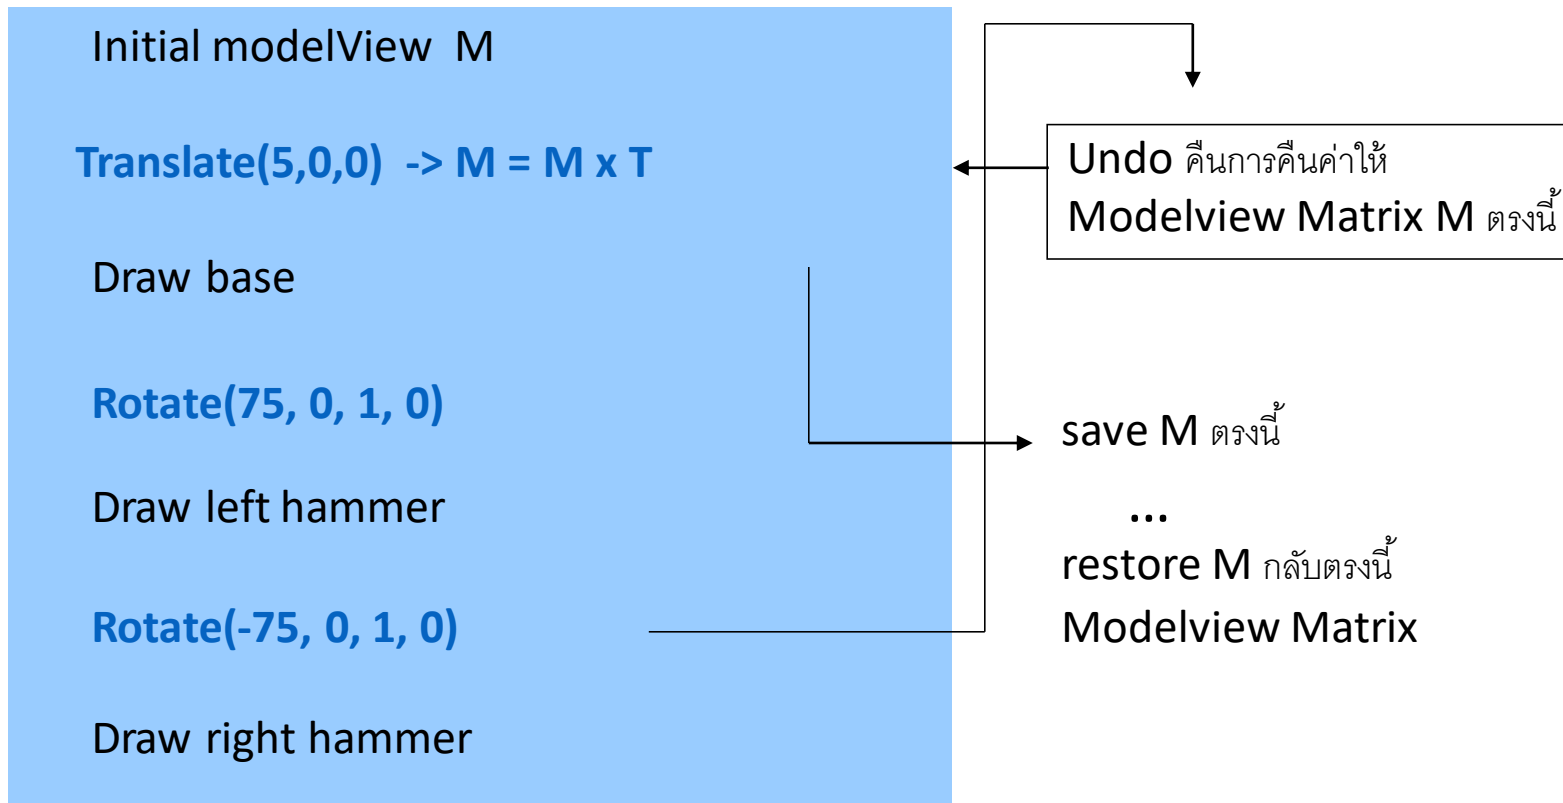 Initial modelView M
Translate(5,0,0) -> M = M x T
Draw base
Rotate(75, 0, 1, 0)
Draw left hammer
Rotate(-75, 0, 1, 0)
Draw right hammer
Undo คืนการคืนค่าให้
Modelview Matrix M ตรงนี้
save M ตรงนี้
...
restore M กลับตรงนี้
Modelview Matrix